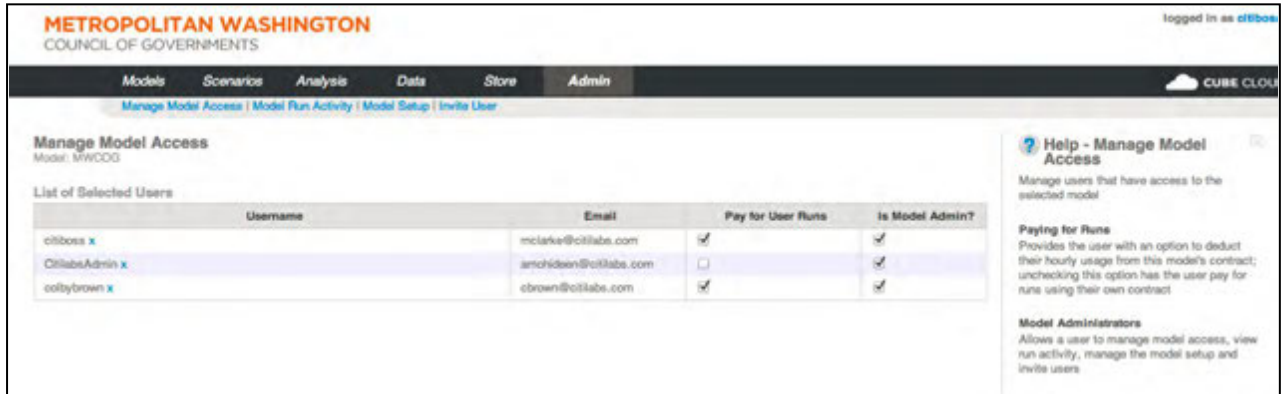 METROPOLITAN WASHINGTON
COUNCIL OF GOVERNMENTS
logged in as citiboss
Models Scenarios Analysis Data Store Admin
CUBE CLOU
Manage Model Access | Model Run Activity | Model Setup | Invite User
Manage Model Access
Model: MWCOG
List of Selected Users
Username Email Pay for User Runs Is Model Admin?
citiboss x mclarke@citilabs.com
CitilabsAdmin x amohideen@citilabs.com
colbybrown x cbrown@citilabs.com
? Help - Manage Model
Access
Manage users that have access to the
selected model
Paying for Runs
Provides the user with an option to deduct
their hourly usage from this model's contract;
unchecking this option has the user pay for
runs using their own contract
Model Administrators
Allows a user to manage model access, view
run activity, manage the model setup and
invite users